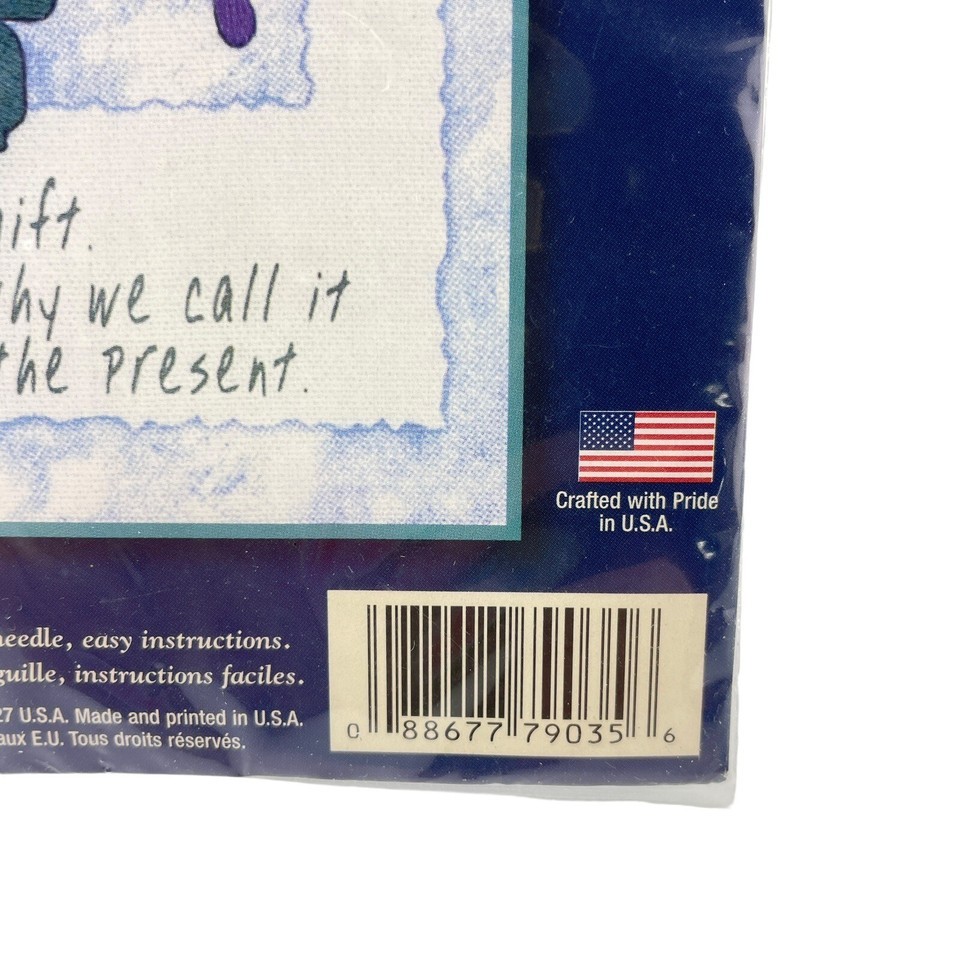 ift.
hy we call it
the present.
Crafted with Pride
in U.S.A.
needle, easy instructions.
guille, instructions faciles.
27 U.S.A. Made and printed in U.S.A.
aux E.U. Tous droits réservés.
0 88677 79035 6